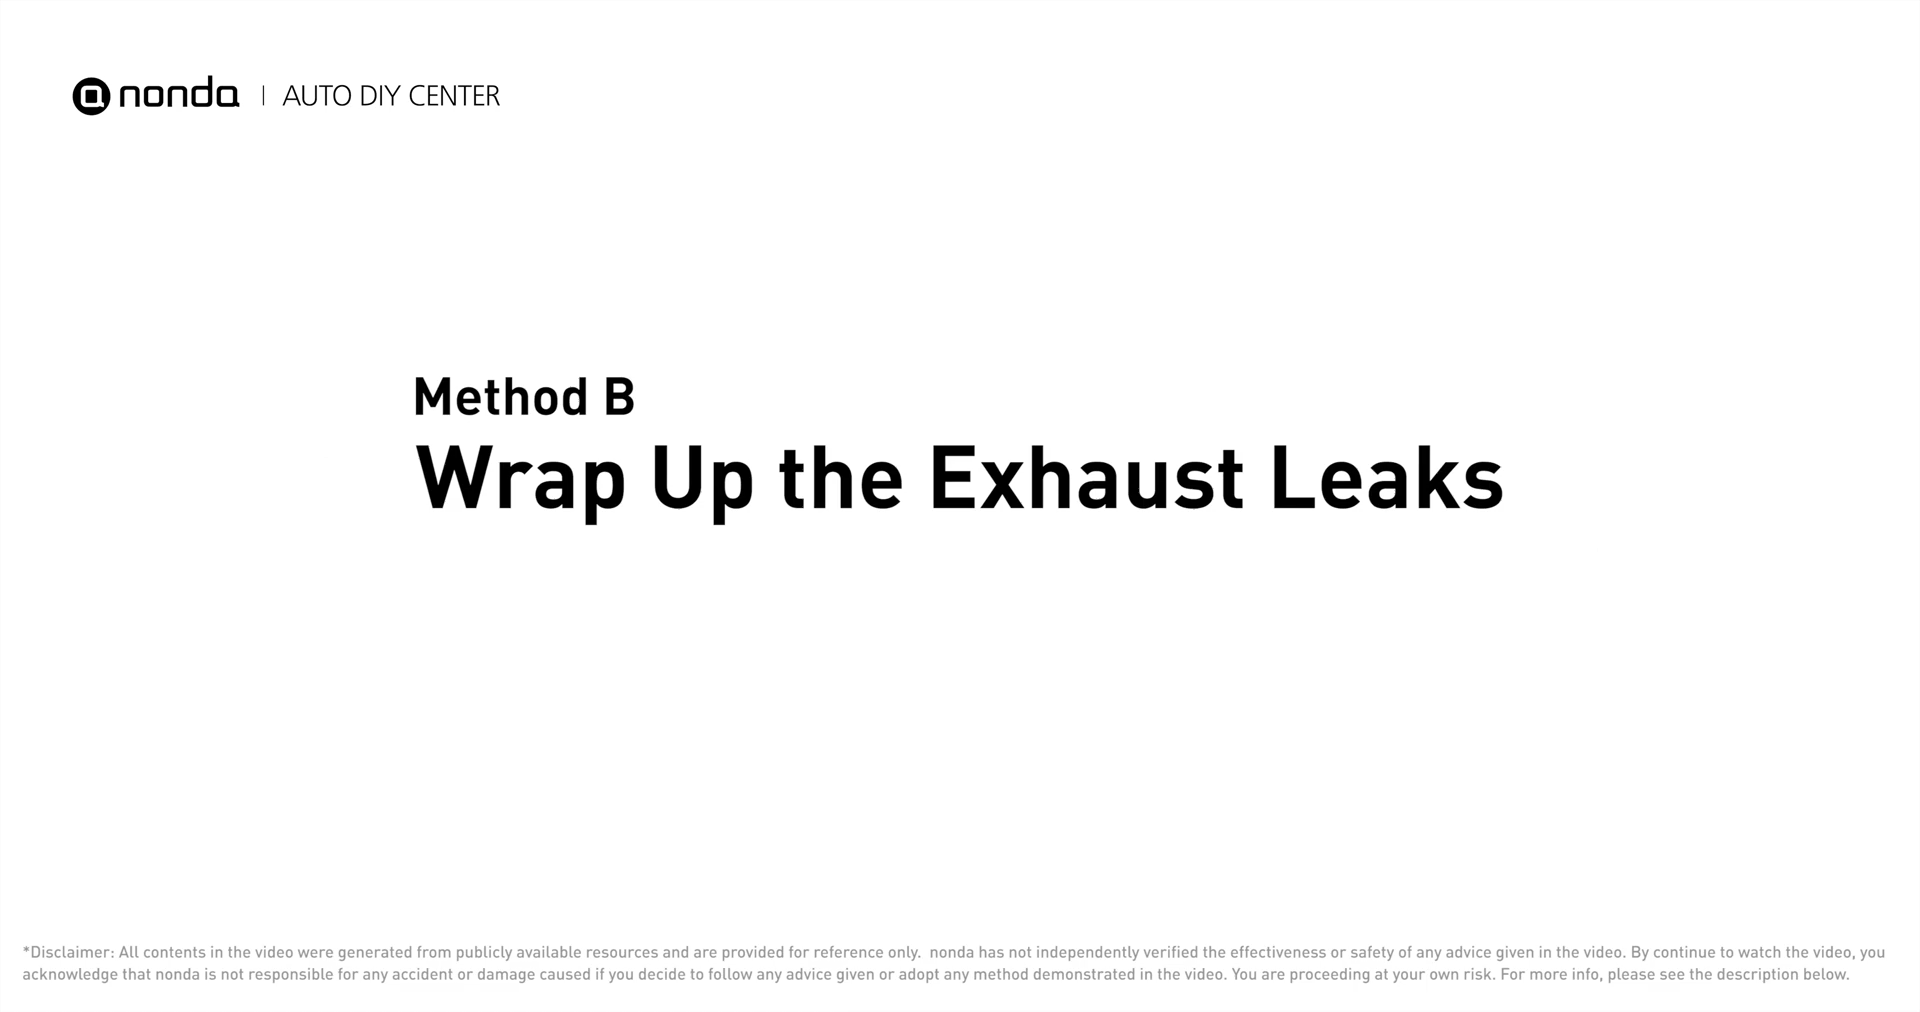 nonda | AUTO DIY CENTER
Method B
Wrap Up the Exhaust Leaks
*Disclaimer: All contents in the video were generated from publicly available resources and are provided for reference only.  nonda has not independently verified the effectiveness or safety of any advice given in the video. By continue to watch the video, you
acknowledge that nonda is not responsible for any accident or damage caused if you decide to follow any advice given or adopt any method demonstrated in the video. You are proceeding at your own risk. For more info, please see the description below.